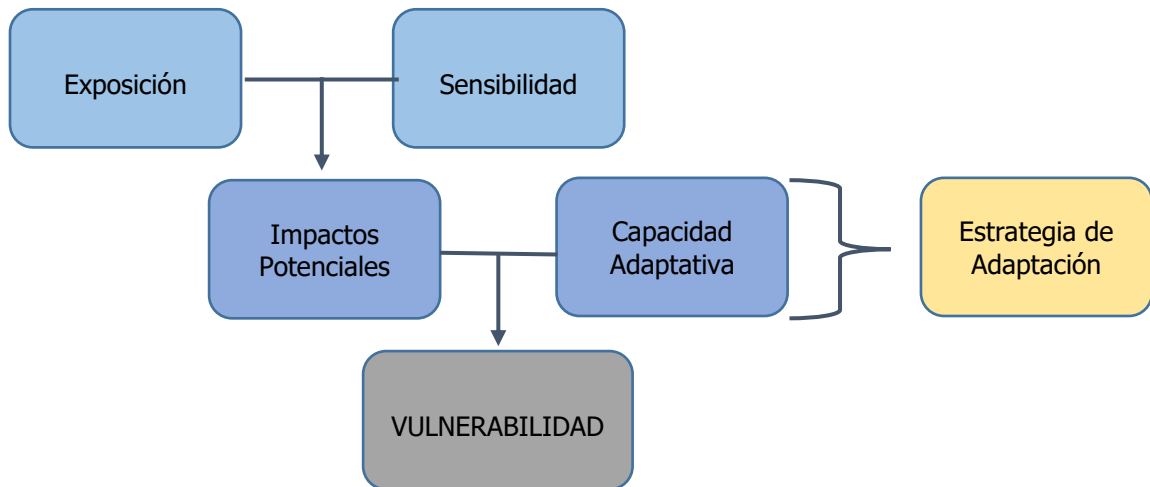 Exposición
Sensibilidad
Impactos
Potenciales
Capacidad
Adaptativa
Estrategia de
Adaptación
VULNERABILIDAD